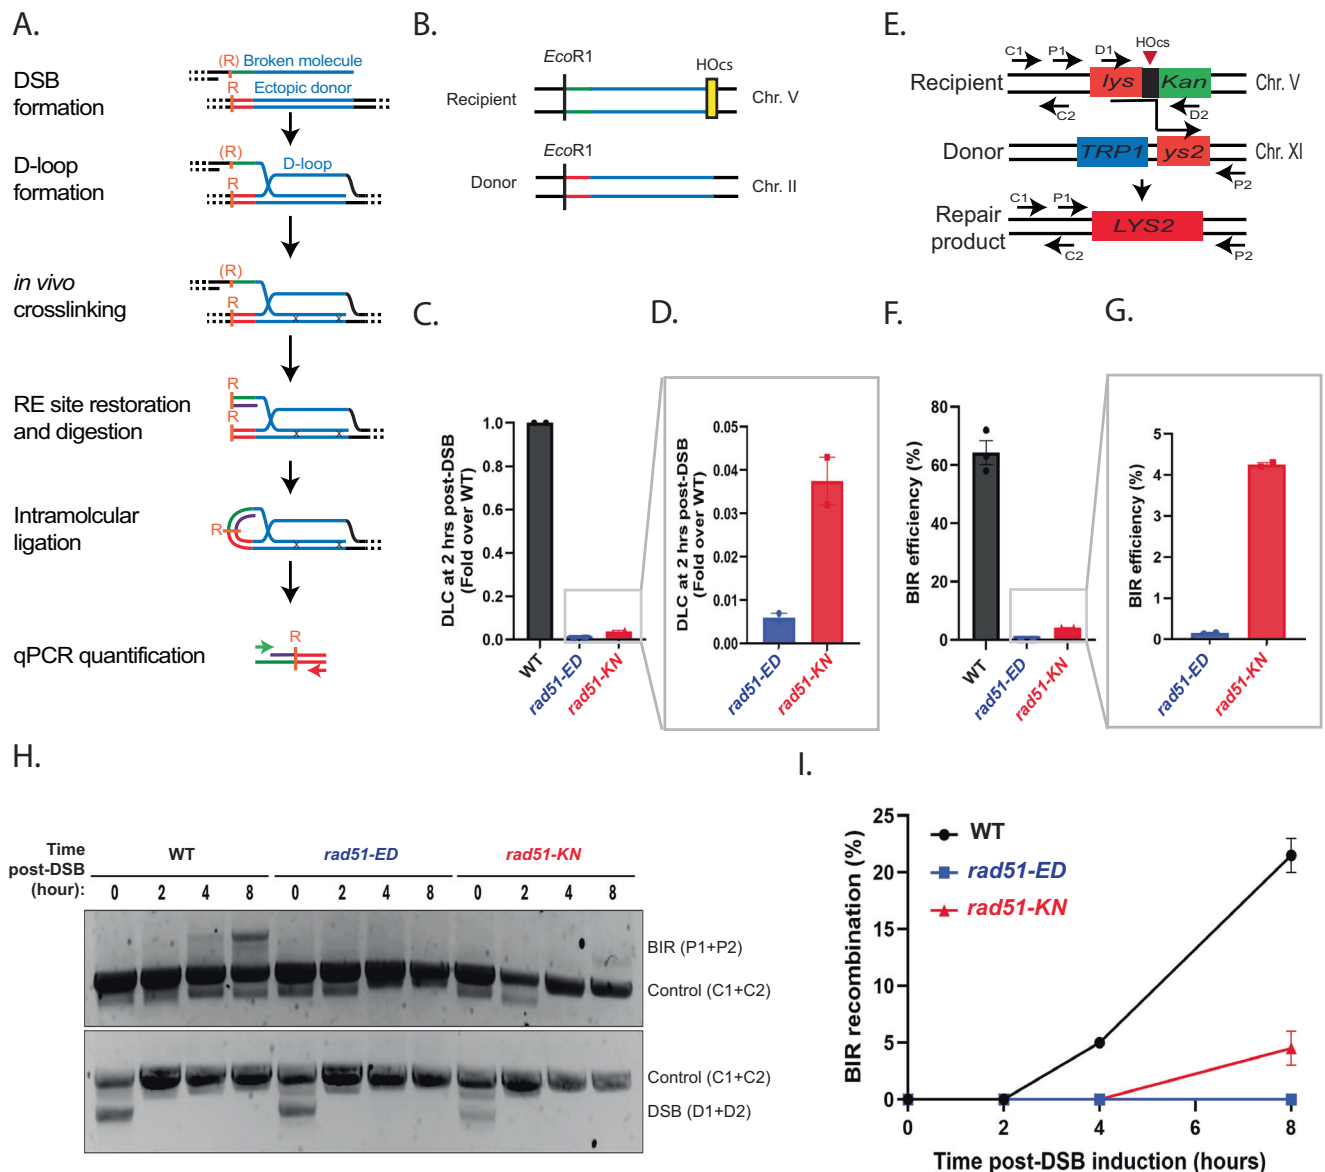 A.
DSB
formation
(R)
Broken molecule
R
Ectopic donor
D-loop
formation
(R)
D-loop
R
in vivo
crosslinking
(R)
R
x x
RE site restoration
and digestion
R
R
x x
Intramolcular
ligation
R
x x
qPCR quantification
R
B.
EcoR1
HOcs
Recipient
Chr. V
EcoR1
Donor
Chr. II
C.
DLC at 2 hrs post-DSB
(Fold over WT)
1.0
0.8
0.6
0.4
0.2
0.0
WT
rad51-ED
rad51-KN
D.
DLC at 2 hrs post-DSB
(Fold over WT)
0.05
0.04
0.03
0.02
0.01
0.00
rad51-ED
rad51-KN
E.
C1 P1 D1 HOcs
Recipient
lys Kan
Chr. V
C2 D2
Donor
TRP1 ys2
Chr. XI
P2
C1 P1
Repair
product
LYS2
C2 P2
F.
BIR efficiency (%)
80
60
40
20
0
WT
rad51-ED
rad51-KN
G.
BIR efficiency (%)
5
4
3
2
1
0
rad51-ED
rad51-KN
H.
Time
post-DSB
(hour):
WT rad51-ED rad51-KN
0 2 4 8 0 2 4 8 0 2 4 8
BIR (P1+P2)
Control (C1+C2)
Control (C1+C2)
DSB (D1+D2)
I.
BIR recombination (%)
25
20
15
10
5
0
WT
rad51-ED
rad51-KN
0 2 4 6 8
Time post-DSB induction (hours)